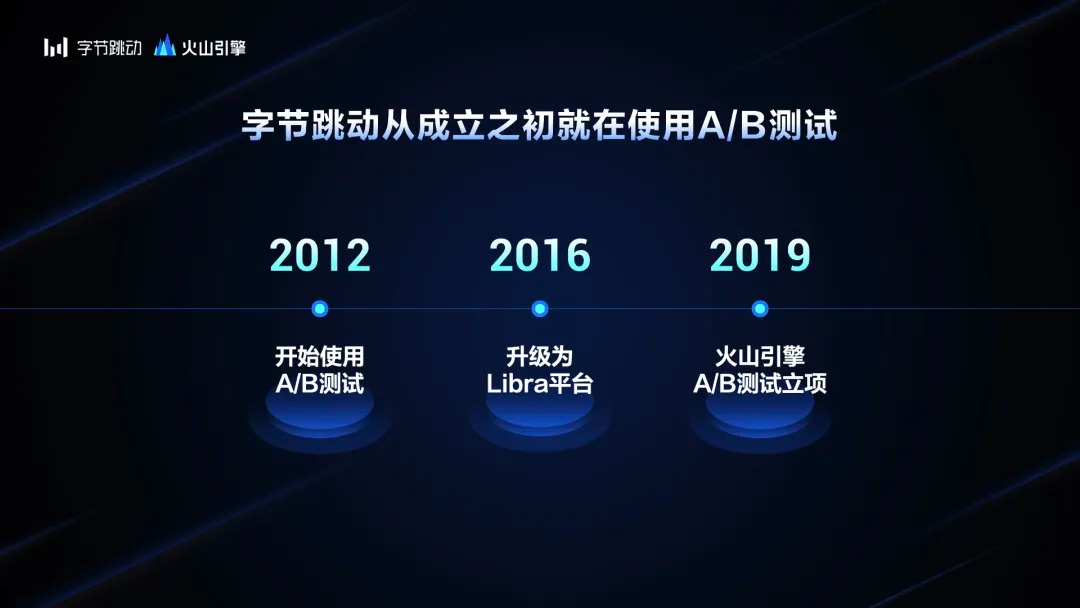 字节跳动 火山引擎
字节跳动从成立之初就在使用A/B测试
2012
2016
2019
开始使用
A/B测试
升级为
Libra平台
火山引擎
A/B测试立项